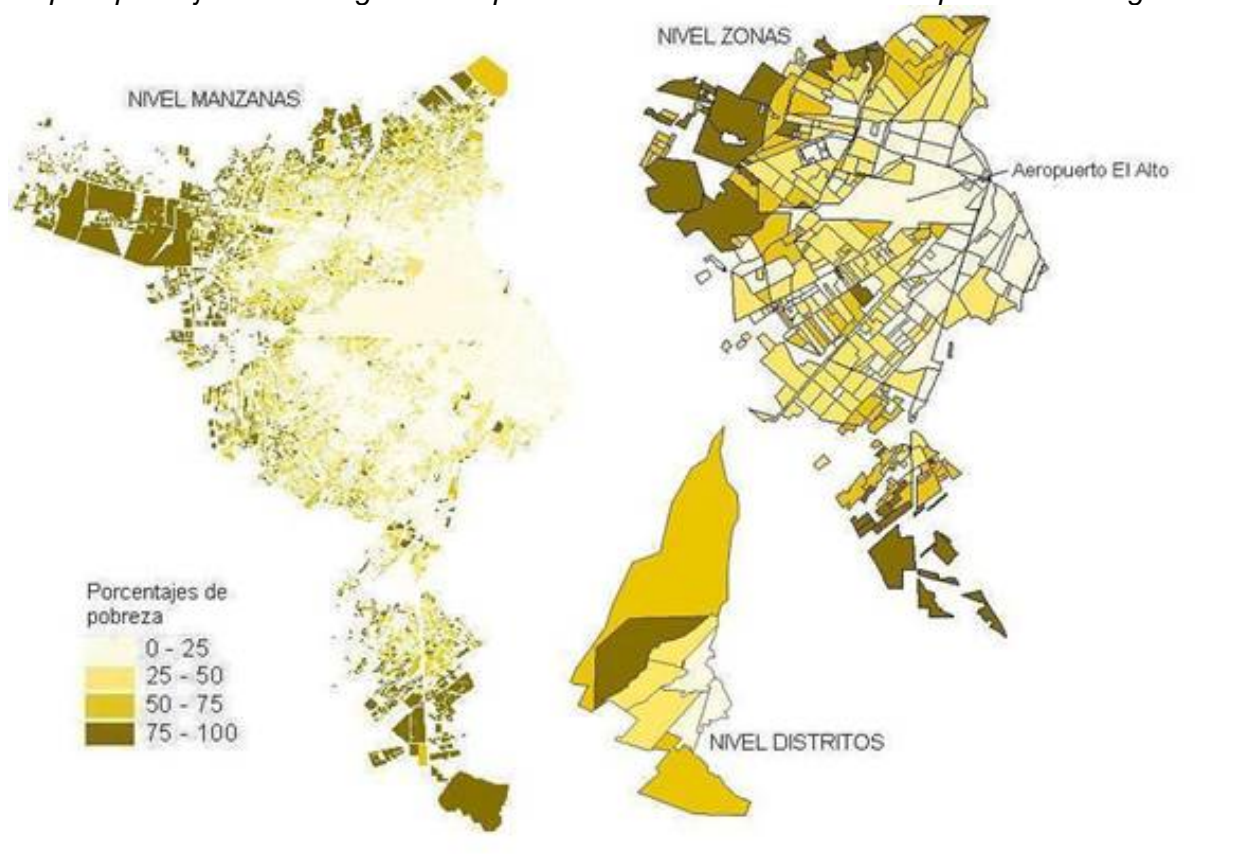 NIVEL ZONAS
NIVEL MANZANAS
Aeropuerto El Alto
Porcentajes de
pobreza
0 - 25
25 - 50
50 - 75
75 - 100
NIVEL DISTRITOS